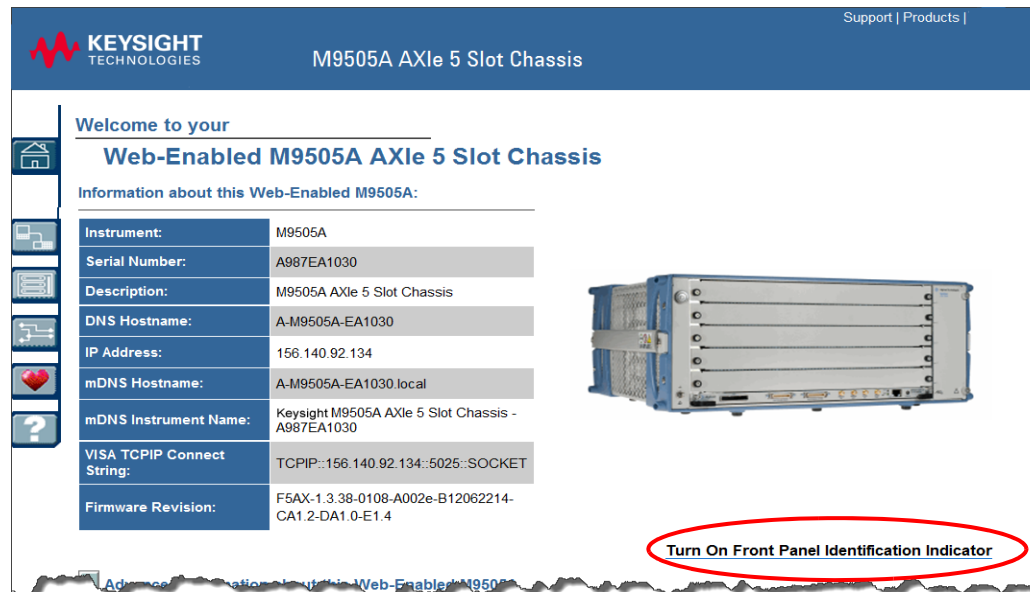 Support | Products |
KEYSIGHT
TECHNOLOGIES
M9505A AXIe 5 Slot Chassis
Welcome to your
Web-Enabled M9505A AXIe 5 Slot Chassis
Information about this Web-Enabled M9505A:
Instrument: M9505A
Serial Number: A987EA1030
Description: M9505A AXIe 5 Slot Chassis
DNS Hostname: A-M9505A-EA1030
IP Address: 156.140.92.134
mDNS Hostname: A-M9505A-EA1030.local
mDNS Instrument Name: Keysight M9505A AXIe 5 Slot Chassis -
A987EA1030
VISA TCPIP Connect
String: TCPIP::156.140.92.134::5025::SOCKET
Firmware Revision: F5AX-1.3.38-0108-A002e-B12062214-
CA1.2-DA1.0-E1.4
Turn On Front Panel Identification Indicator
about this Web-Enabled